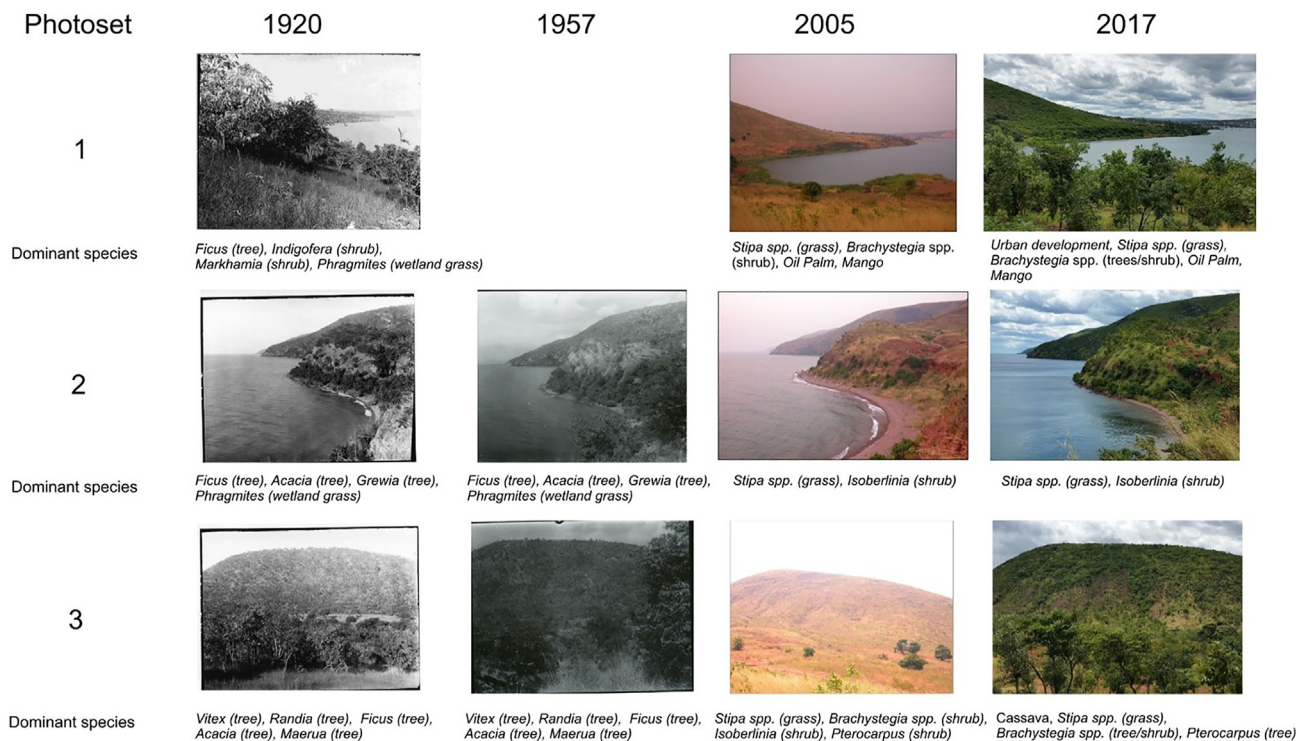 Photoset 1920 1957 2005 2017
1
Dominant species
Ficus (tree), Indigofera (shrub),
Markhamia (shrub), Phragmites (wetland grass)
Stipa spp. (grass), Brachystegia spp.
(shrub), Oil Palm, Mango
Urban development, Stipa spp. (grass),
Brachystegia spp. (trees/shrub), Oil Palm,
Mango
2
Dominant species
Ficus (tree), Acacia (tree), Grewia (tree),
Phragmites (wetland grass)
Ficus (tree), Acacia (tree), Grewia (tree),
Phragmites (wetland grass)
Stipa spp. (grass), Isoberlinia (shrub)
Stipa spp. (grass), Isoberlinia (shrub)
3
Dominant species
Vitex (tree), Randia (tree), Ficus (tree),
Acacia (tree), Maerua (tree)
Vitex (tree), Randia (tree), Ficus (tree),
Acacia (tree), Maerua (tree)
Stipa spp. (grass), Brachystegia spp. (shrub),
Isoberlinia (shrub), Pterocarpus (shrub)
Cassava, Stipa spp. (grass),
Brachystegia spp. (tree/shrub), Pterocarpus (tree)